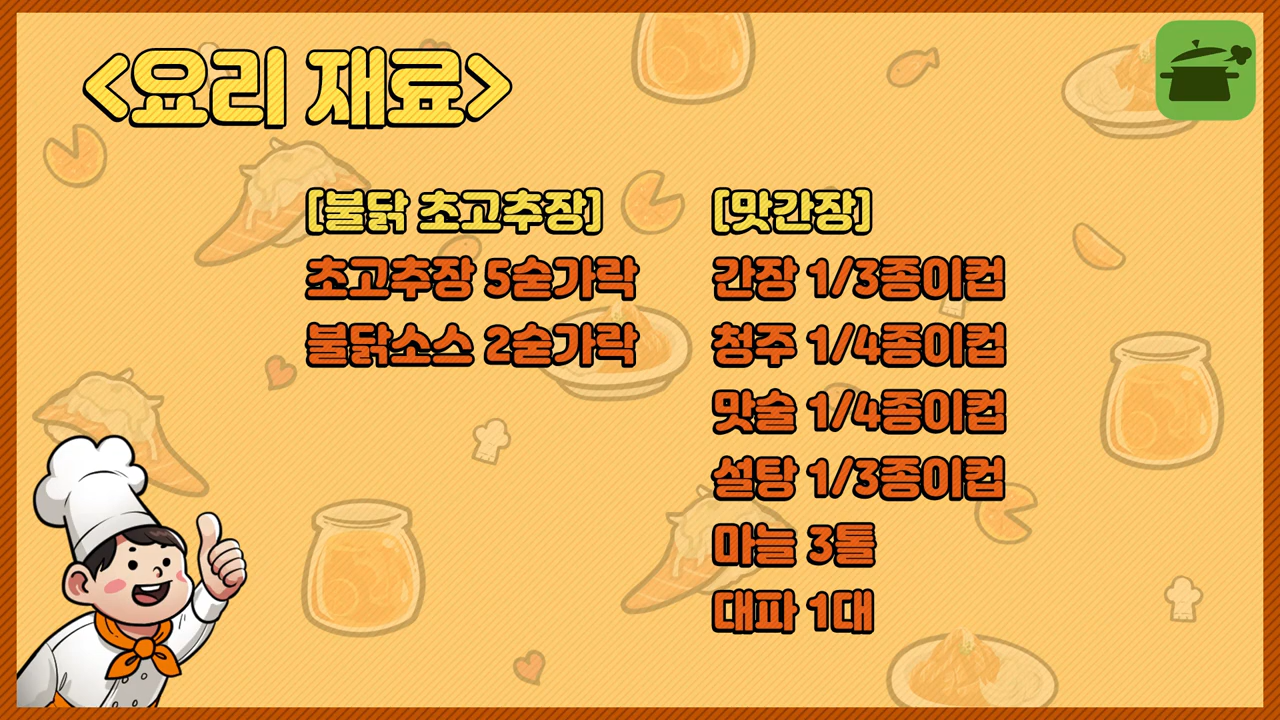 <요리 재료>
[불닭 초고추장]
초고추장 5숟가락
불닭소스 2숟가락
[맛간장]
간장 1/3종이컵
청주 1/4종이컵
맛술 1/4종이컵
설탕 1/3종이컵
마늘 3톨
대파 1대